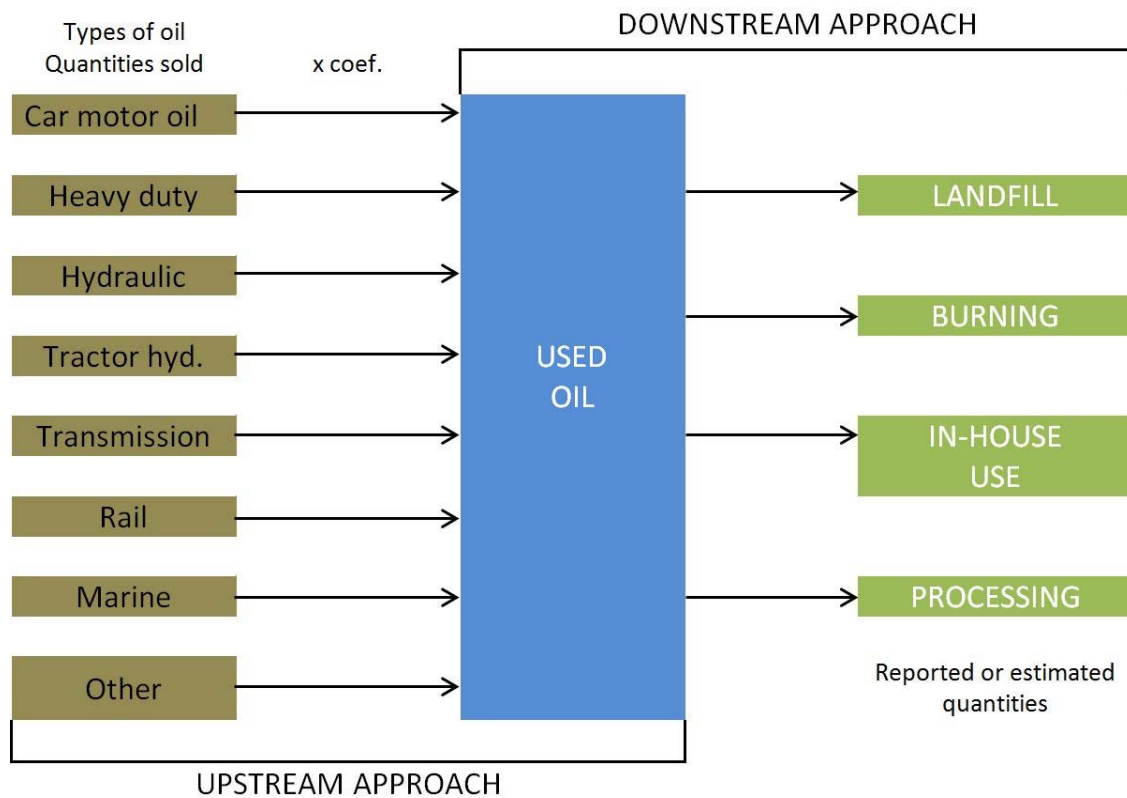 DOWNSTREAM APPROACH
Types of oil
Quantities sold
x coef.
Car motor oil
Heavy duty
Hydraulic
Tractor hyd.
Transmission
Rail
Marine
Other
USED
OIL
LANDFILL
BURNING
IN-HOUSE
USE
PROCESSING
Reported or estimated
quantities
UPSTREAM APPROACH